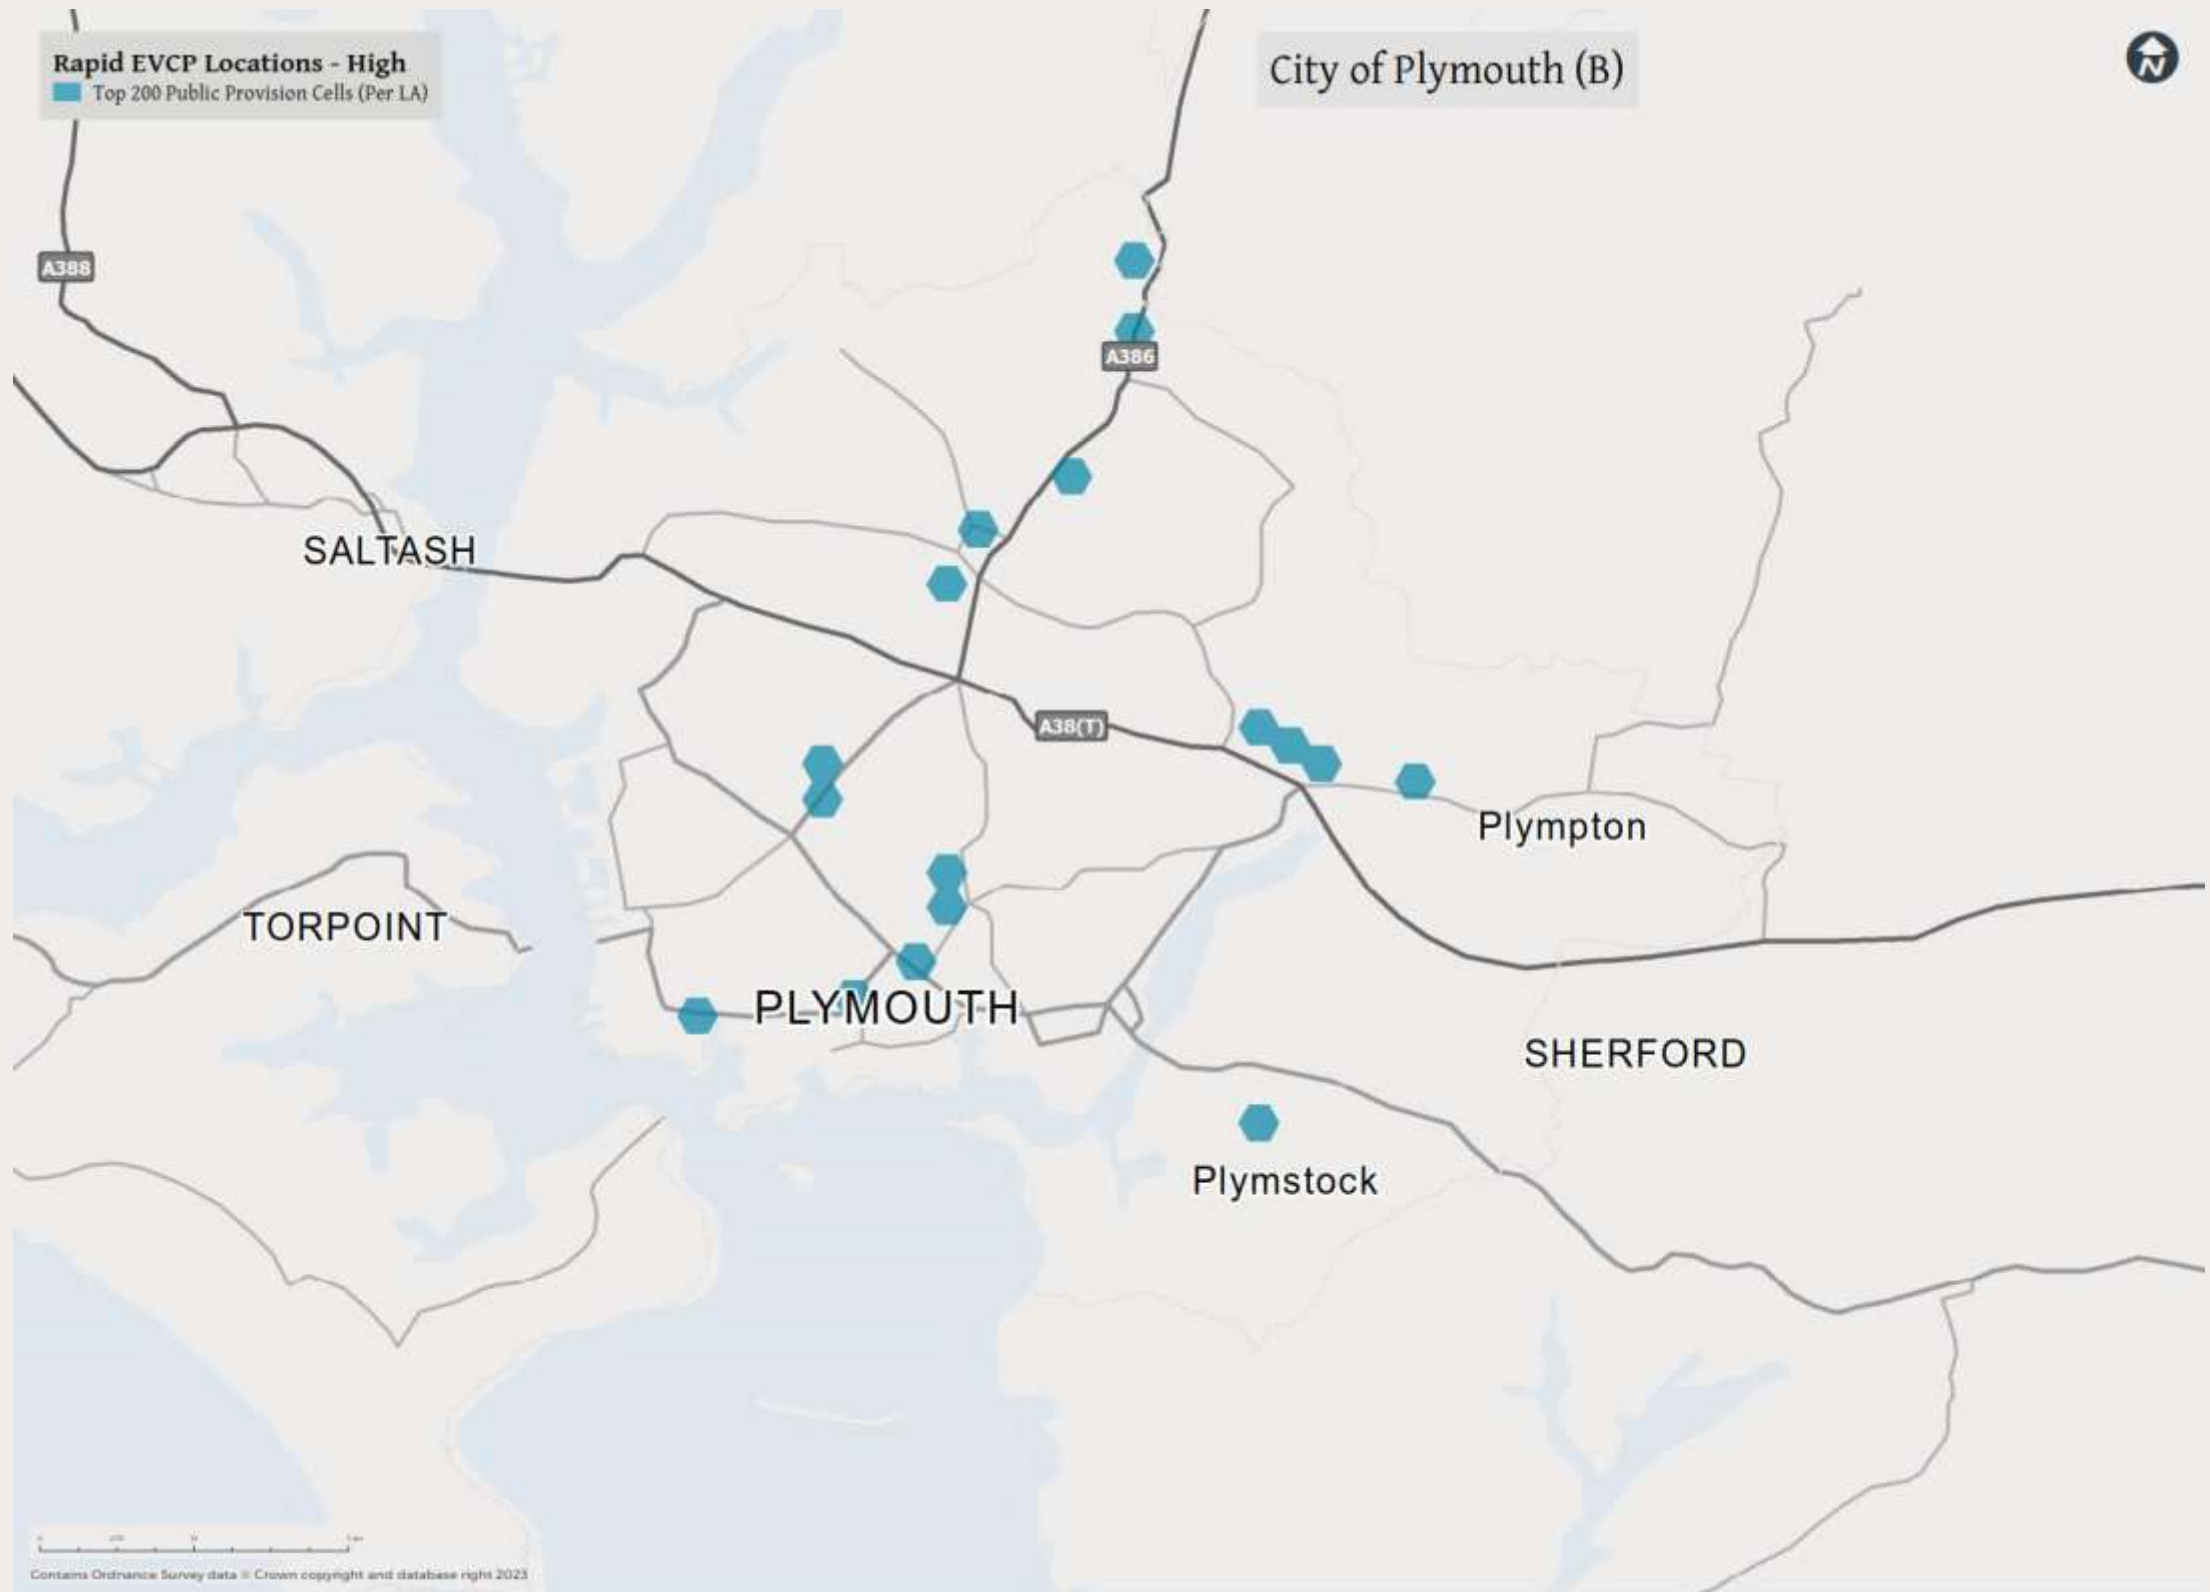 Rapid EVCP Locations - High
Top 200 Public Provision Cells (Per LA)
City of Plymouth (B)
N
A388
A386
SALTASH
A38(T)
Plympton
TORPOINT
PLYMOUTH
SHERFORD
Plymstock
Contains Ordnance Survey data © Crown copyright and database right 2023